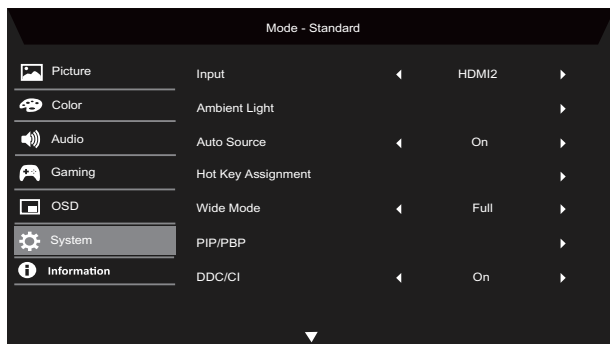 Mode - Standard
Picture
Color
Audio
Gaming
OSD
System
Information
Input HDMI2
Ambient Light
Auto Source On
Hot Key Assignment
Wide Mode Full
PIP/PBP
DDC/CI On